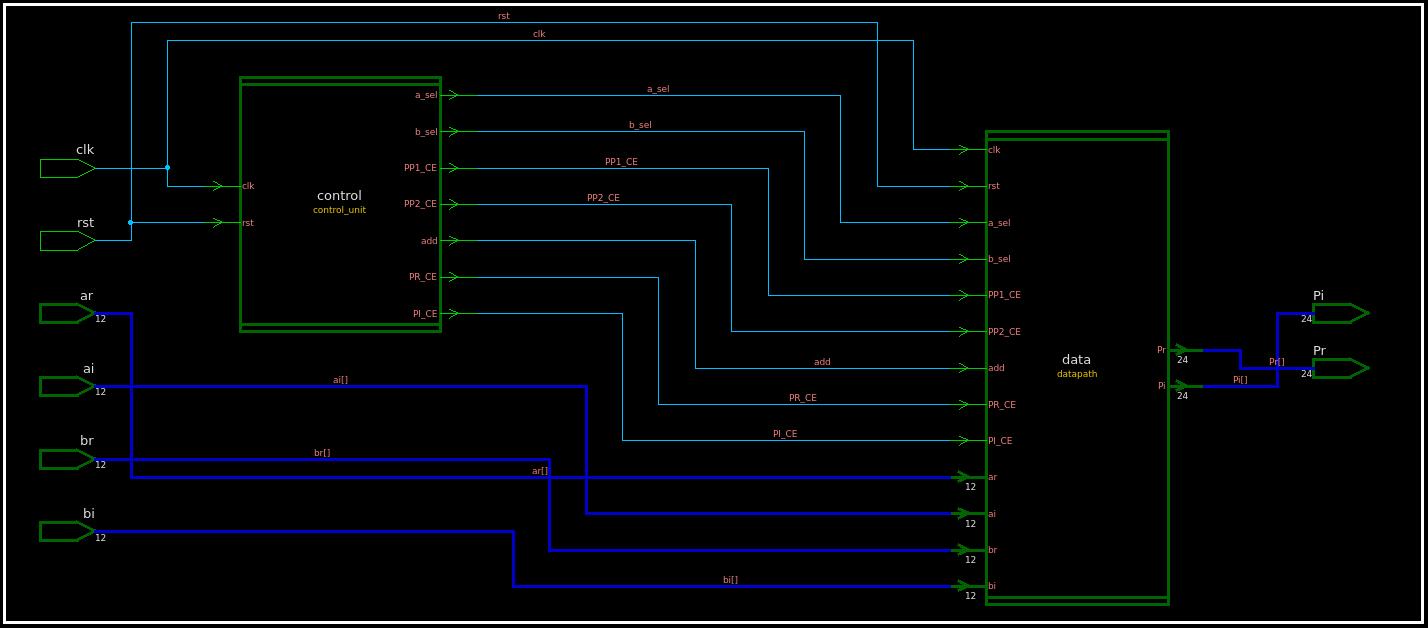 rst
clk
a_sel
a_sel
b_sel
b_sel
clk
clk
PP1_CE
PP1_CE
rst
clk
control
control_unit
PP2_CE
PP2_CE
rst
rst
a_sel
add
b_sel
ar
12
PR_CE
PP1_CE
Pi
24
PI_CE
PP2_CE
data
datapath
Pr
24
Pr
24
Pr[]
add
add
ai
12
ai[]
Pi
24
Pi[]
PR_CE
PR_CE
PI_CE
PI_CE
br
12
br[]
ar[]
ar
12
bi
12
ai
12
br
12
bi[]
bi
12